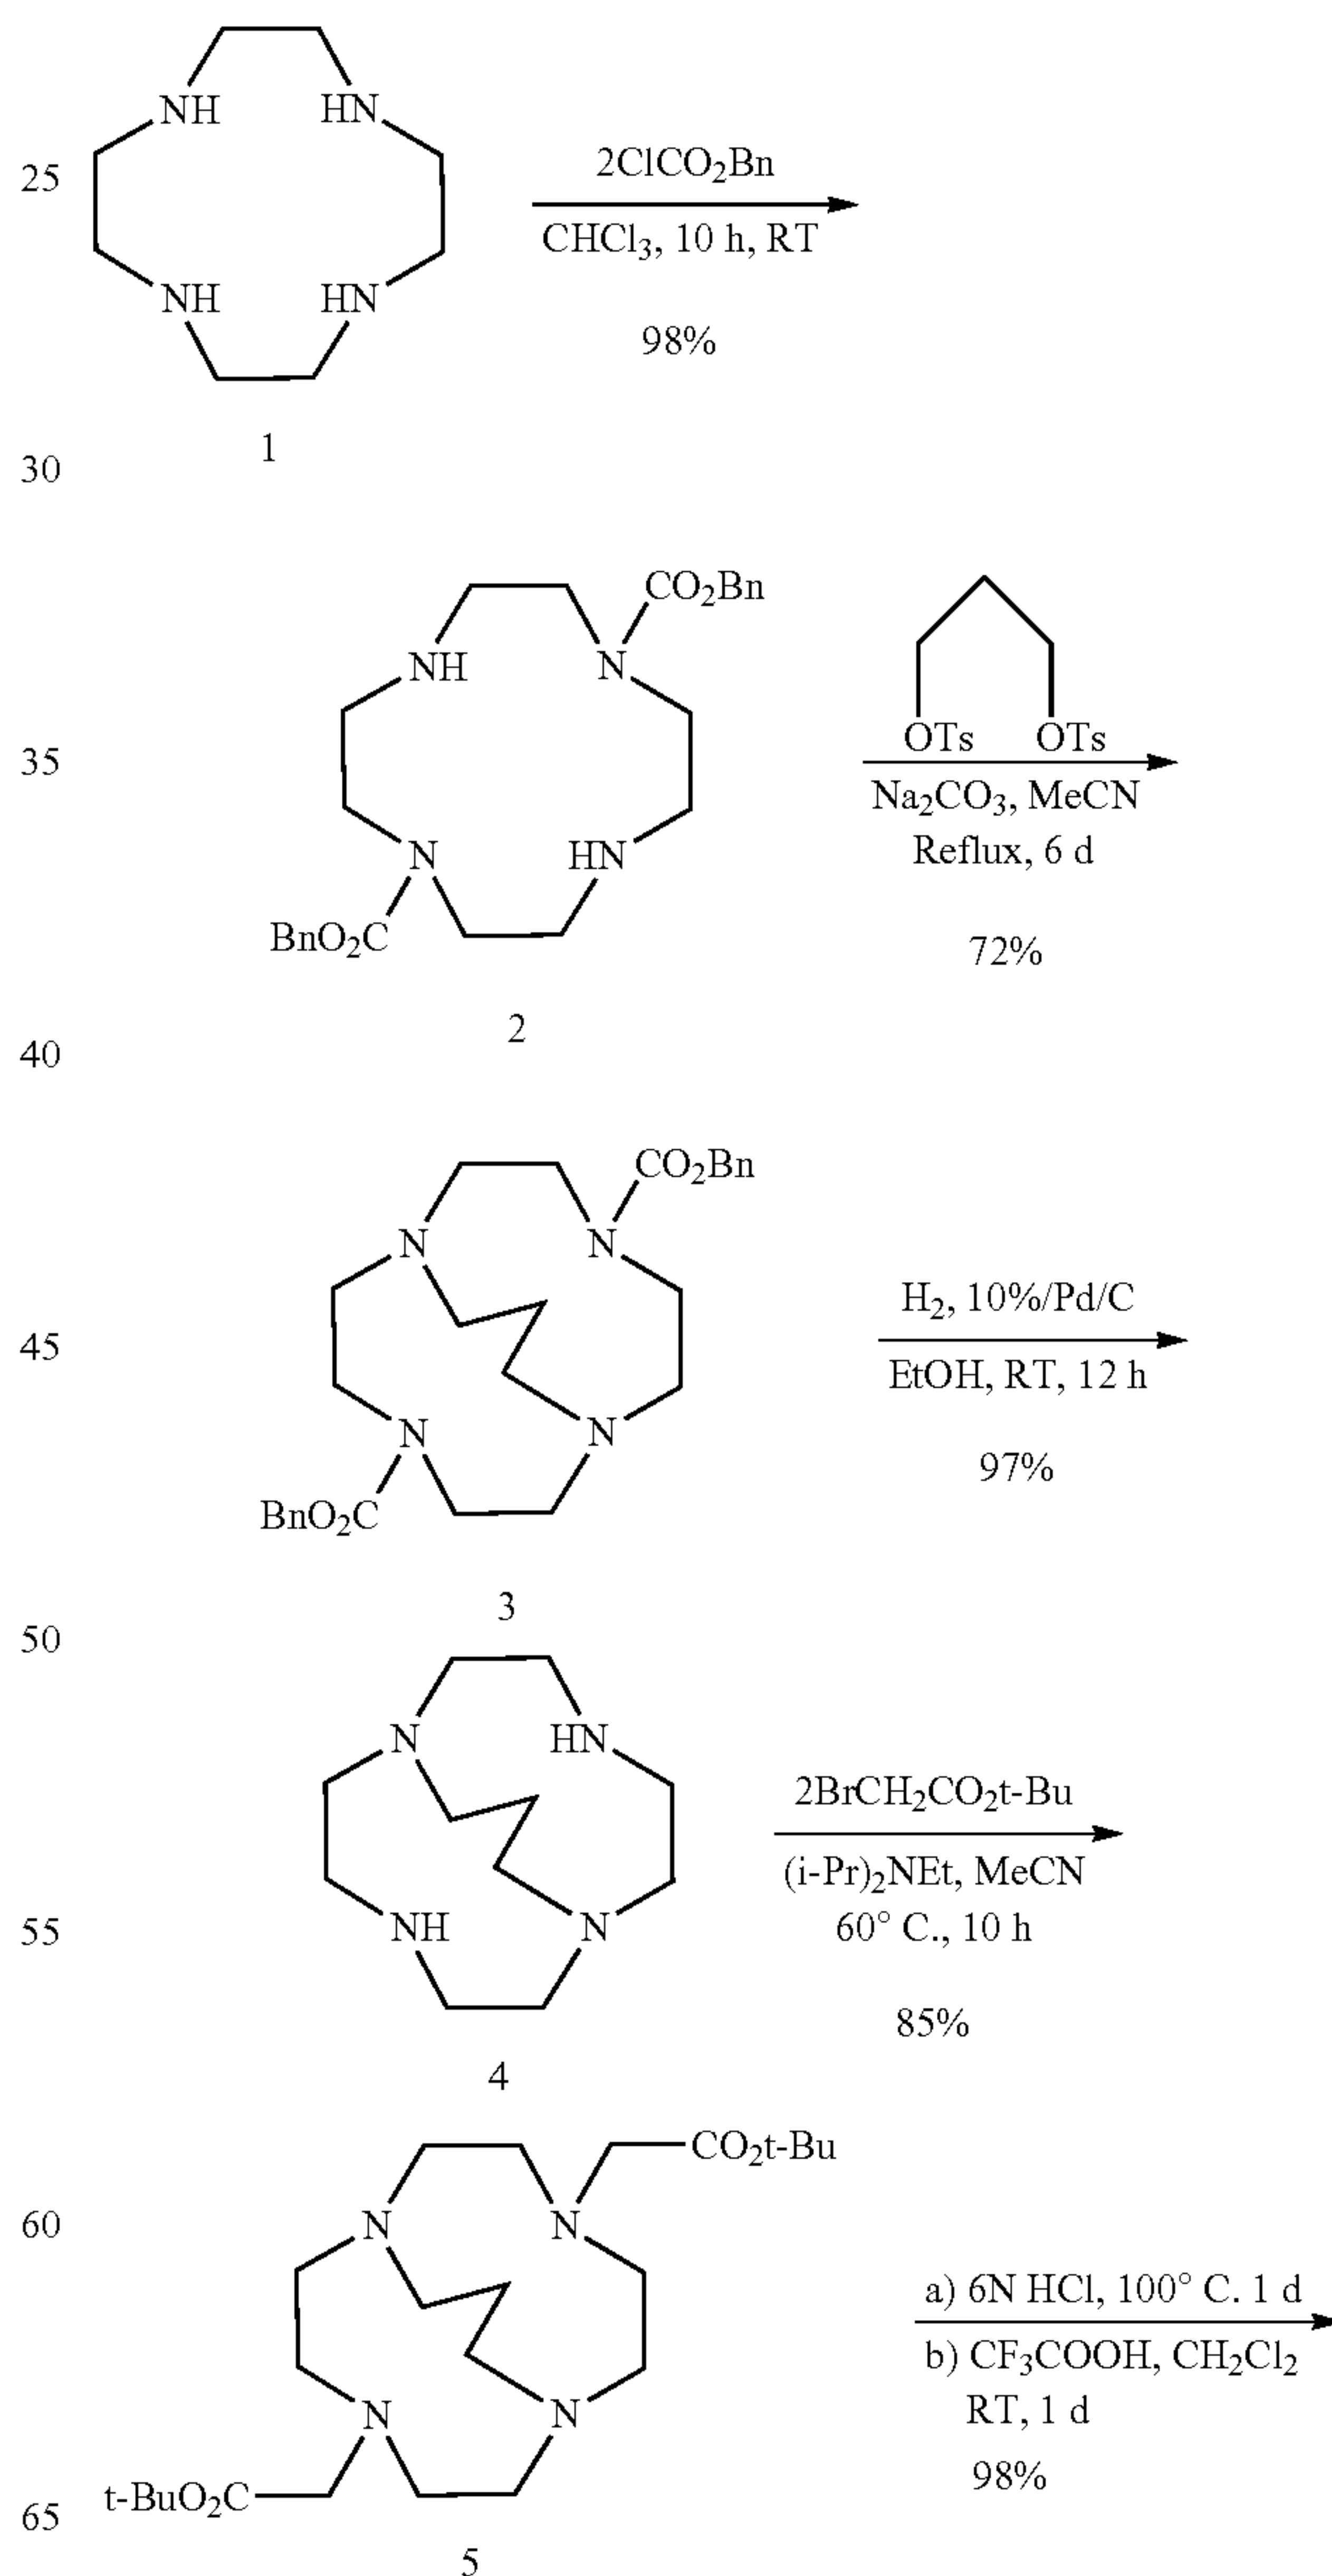 NH HN
25
2ClCO₂Bn
CHCl₃, 10 h, RT
NH HN
98%
1
30
CO₂Bn
NH N
35
OTs OTs
Na₂CO₃, MeCN
N HN
Reflux, 6 d
BnO₂C
72%
2
40
CO₂Bn
N N
45
H₂, 10%/Pd/C
EtOH, RT, 12 h
N N
97%
BnO₂C
3
50
N HN
2BrCH₂CO₂t-Bu
(i-Pr)₂NEt, MeCN
55
NH N
60° C., 10 h
85%
4
CO₂t-Bu
60
N N
a) 6N HCl, 100° C. 1 d
b) CF₃COOH, CH₂Cl₂
N N
RT, 1 d
98%
t-BuO₂C
65
5